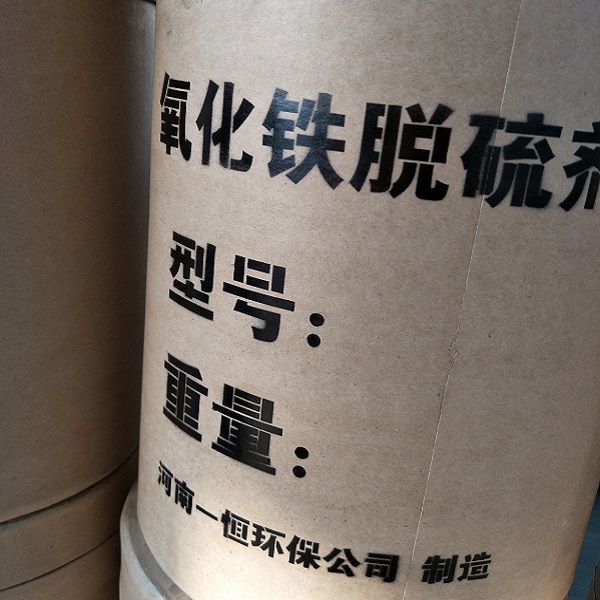 氧化铁脱硫剂
型号：
重量：
河南一恒环保公司 制造